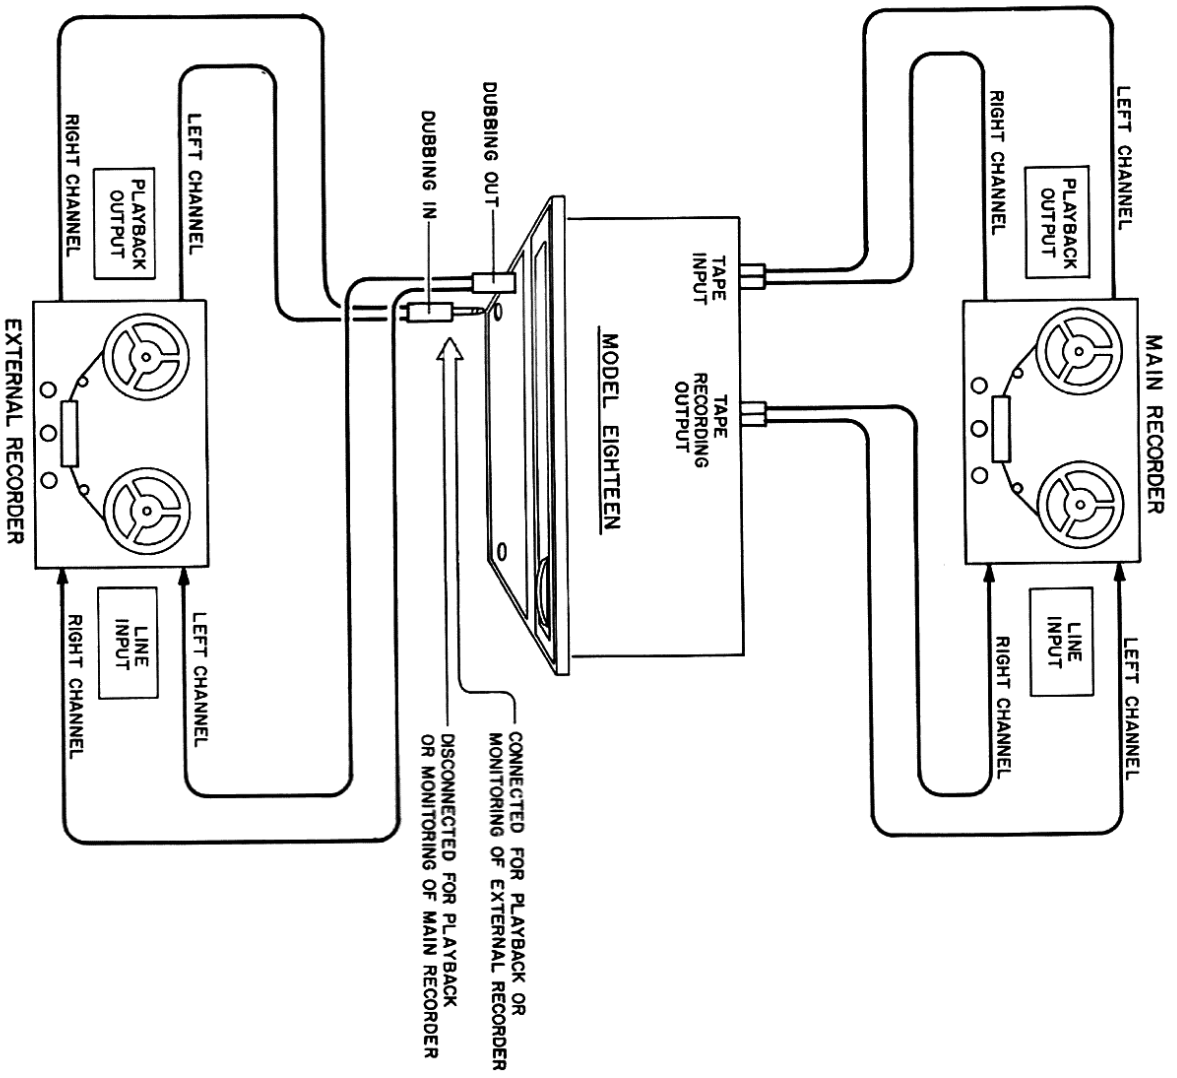 MAIN RECORDER
LEFT CHANNEL
PLAYBACK
OUTPUT
RIGHT CHANNEL
LEFT CHANNEL
LINE
INPUT
RIGHT CHANNEL
TAPE
INPUT
TAPE
RECORDING
OUTPUT
MODEL EIGHTEEN
DUBBING OUT
DUBBING IN
CONNECTED FOR PLAYBACK OR
MONITORING OF EXTERNAL RECORDER
DISCONNECTED FOR PLAYBACK
OR MONITORING OF MAIN RECORDER
LEFT CHANNEL
PLAYBACK
OUTPUT
RIGHT CHANNEL
LEFT CHANNEL
LINE
INPUT
RIGHT CHANNEL
EXTERNAL RECORDER